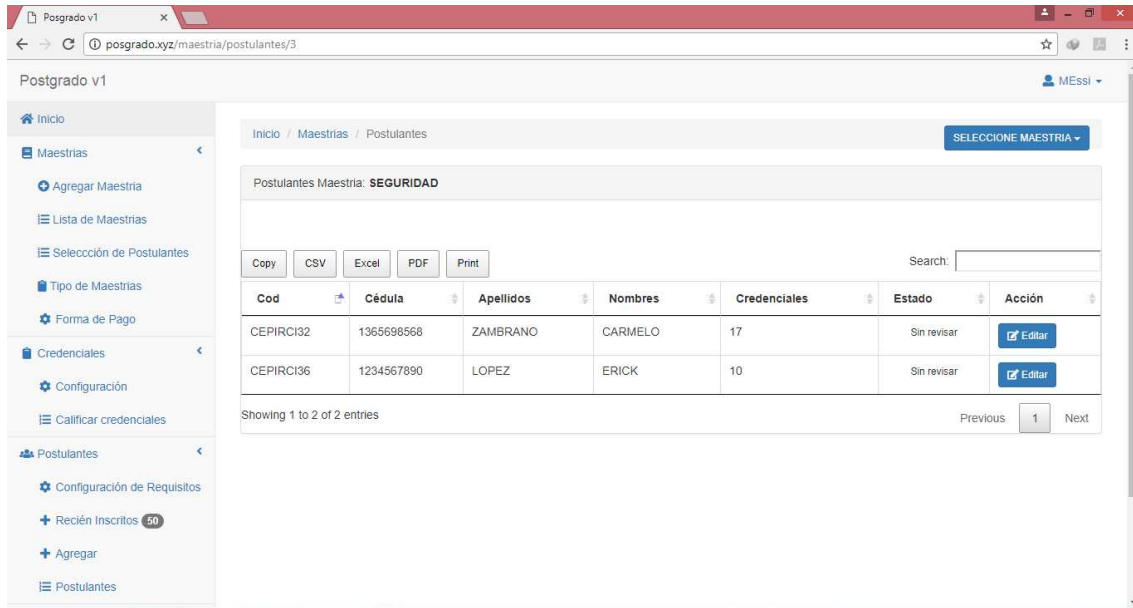 Posgrado v1
posgrado.xyz/maestria/postulantes/3
Postgrado v1
MEssi
Inicio
Maestrias
Agregar Maestria
Lista de Maestrias
Seleccción de Postulantes
Tipo de Maestrias
Forma de Pago
Credenciales
Configuración
Calificar credenciales
Postulantes
Configuración de Requisitos
Recién Inscritos 50
Agregar
Postulantes
Inicio / Maestrias / Postulantes
SELECCIONE MAESTRIA
Postulantes Maestria: SEGURIDAD
Copy CSV Excel PDF Print Search:
Cod Cédula Apellidos Nombres Credenciales Estado Acción
CEPIRCI32 1365698568 ZAMBRANO CARMELO 17 Sin revisar Editar
CEPIRCI36 1234567890 LOPEZ ERICK 10 Sin revisar Editar
Showing 1 to 2 of 2 entries Previous 1 Next